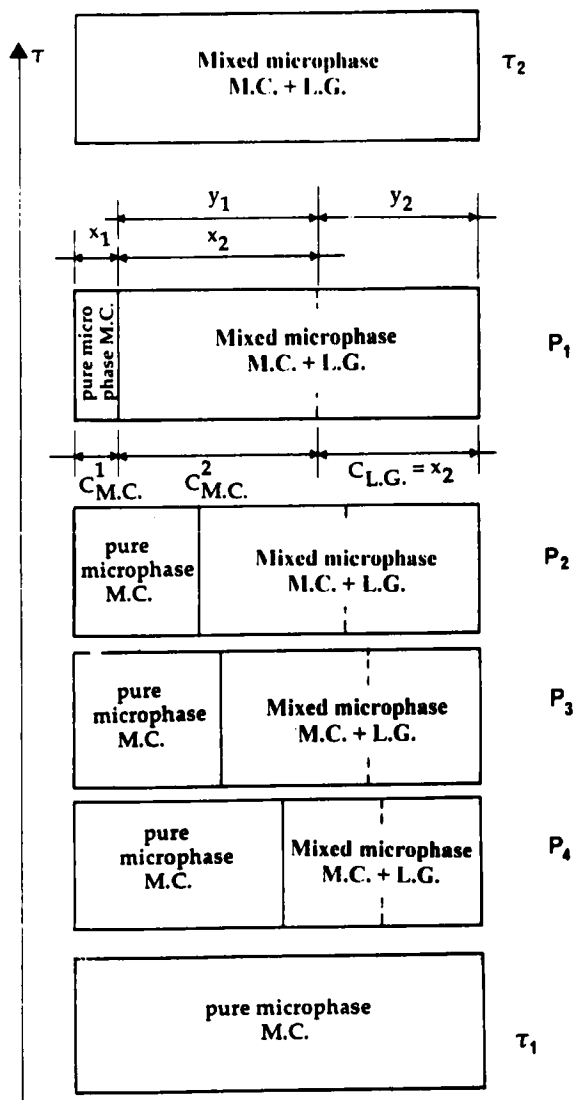 τ
Mixed microphase
M.C. + L.G.
τ2
y1
y2
x1
x2
pure micro
phase M.C.
Mixed microphase
M.C. + L.G.
P1
C1M.C.
C2M.C.
CL.G. = x2
pure
microphase
M.C.
Mixed microphase
M.C. + L.G.
P2
pure
microphase
M.C.
Mixed microphase
M.C. + L.G.
P3
pure
microphase
M.C.
Mixed microphase
M.C. + L.G.
P4
pure microphase
M.C.
τ1